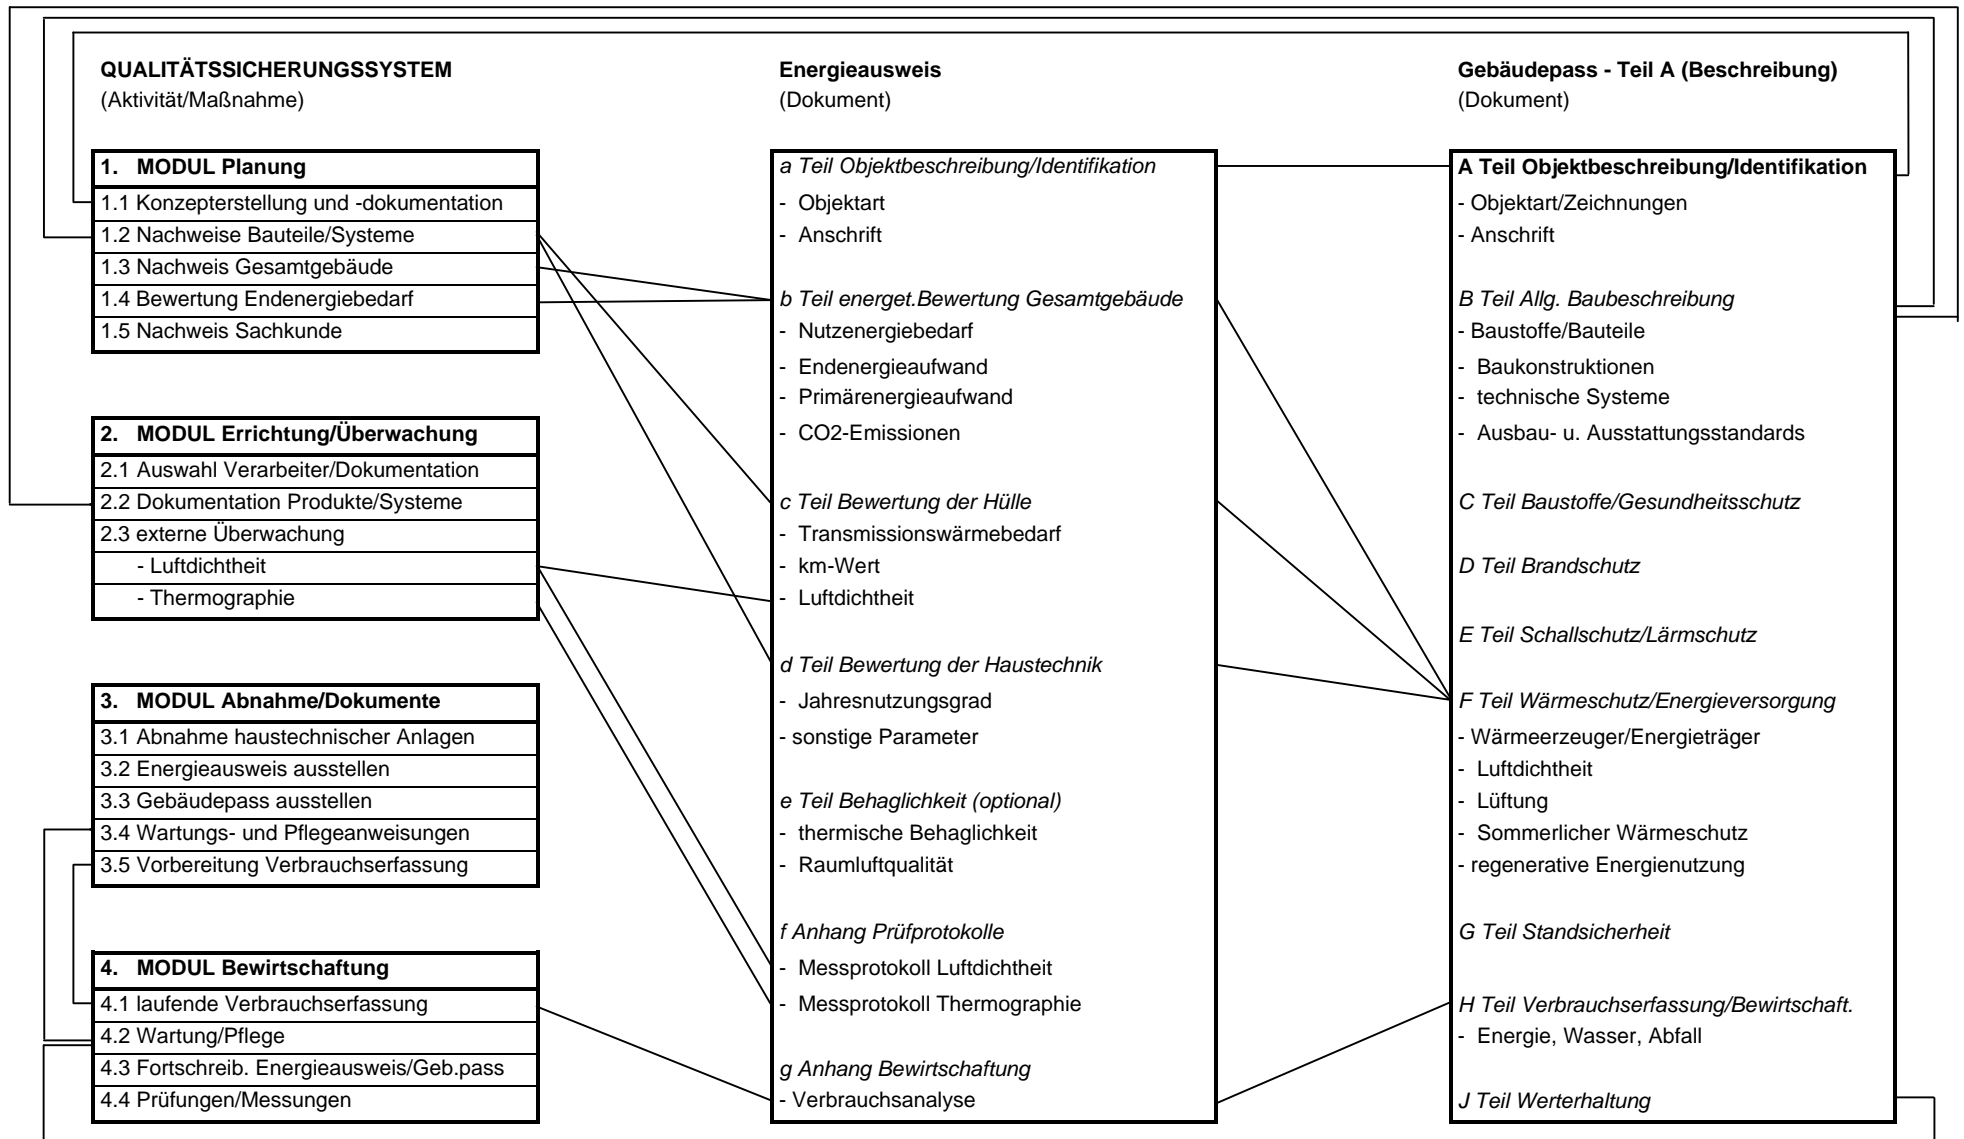 QUALITÄTSSICHERUNGSSYSTEM
(Aktivität/Maßnahme)
1. MODUL Planung
1.1 Konzepterstellung und -dokumentation
1.2 Nachweise Bauteile/Systeme
1.3 Nachweis Gesamtgebäude
1.4 Bewertung Endenergiebedarf
1.5 Nachweis Sachkunde
2. MODUL Errichtung/Überwachung
2.1 Auswahl Verarbeiter/Dokumentation
2.2 Dokumentation Produkte/Systeme
2.3 externe Überwachung
- Luftdichtheit
- Thermographie
3. MODUL Abnahme/Dokumente
3.1 Abnahme haustechnischer Anlagen
3.2 Energieausweis ausstellen
3.3 Gebäudepass ausstellen
3.4 Wartungs- und Pflegeanweisungen
3.5 Vorbereitung Verbrauchserfassung
4. MODUL Bewirtschaftung
4.1 laufende Verbrauchserfassung
4.2 Wartung/Pflege
4.3 Fortschreib. Energieausweis/Geb.pass
4.4 Prüfungen/Messungen
Energieausweis
(Dokument)
a Teil Objektbeschreibung/Identifikation
- Objektart
- Anschrift
b Teil energet.Bewertung Gesamtgebäude
- Nutzenergiebedarf
- Endenergieaufwand
- Primärenergieaufwand
- CO2-Emissionen
c Teil Bewertung der Hülle
- Transmissionswärmebedarf
- km-Wert
- Luftdichtheit
d Teil Bewertung der Haustechnik
- Jahresnutzungsgrad
- sonstige Parameter
e Teil Behaglichkeit (optional)
- thermische Behaglichkeit
- Raumluftqualität
f Anhang Prüfprotokolle
- Messprotokoll Luftdichtheit
- Messprotokoll Thermographie
g Anhang Bewirtschaftung
- Verbrauchsanalyse
Gebäudepass - Teil A (Beschreibung)
(Dokument)
A Teil Objektbeschreibung/Identifikation
- Objektart/Zeichnungen
- Anschrift
B Teil Allg. Baubeschreibung
- Baustoffe/Bauteile
- Baukonstruktionen
- technische Systeme
- Ausbau- u. Ausstattungsstandards
C Teil Baustoffe/Gesundheitsschutz
D Teil Brandschutz
E Teil Schallschutz/Lärmschutz
F Teil Wärmeschutz/Energieversorgung
- Wärmeerzeuger/Energieträger
- Luftdichtheit
- Lüftung
- Sommerlicher Wärmeschutz
- regenerative Energienutzung
G Teil Standsicherheit
H Teil Verbrauchserfassung/Bewirtschaft.
- Energie, Wasser, Abfall
J Teil Werterhaltung